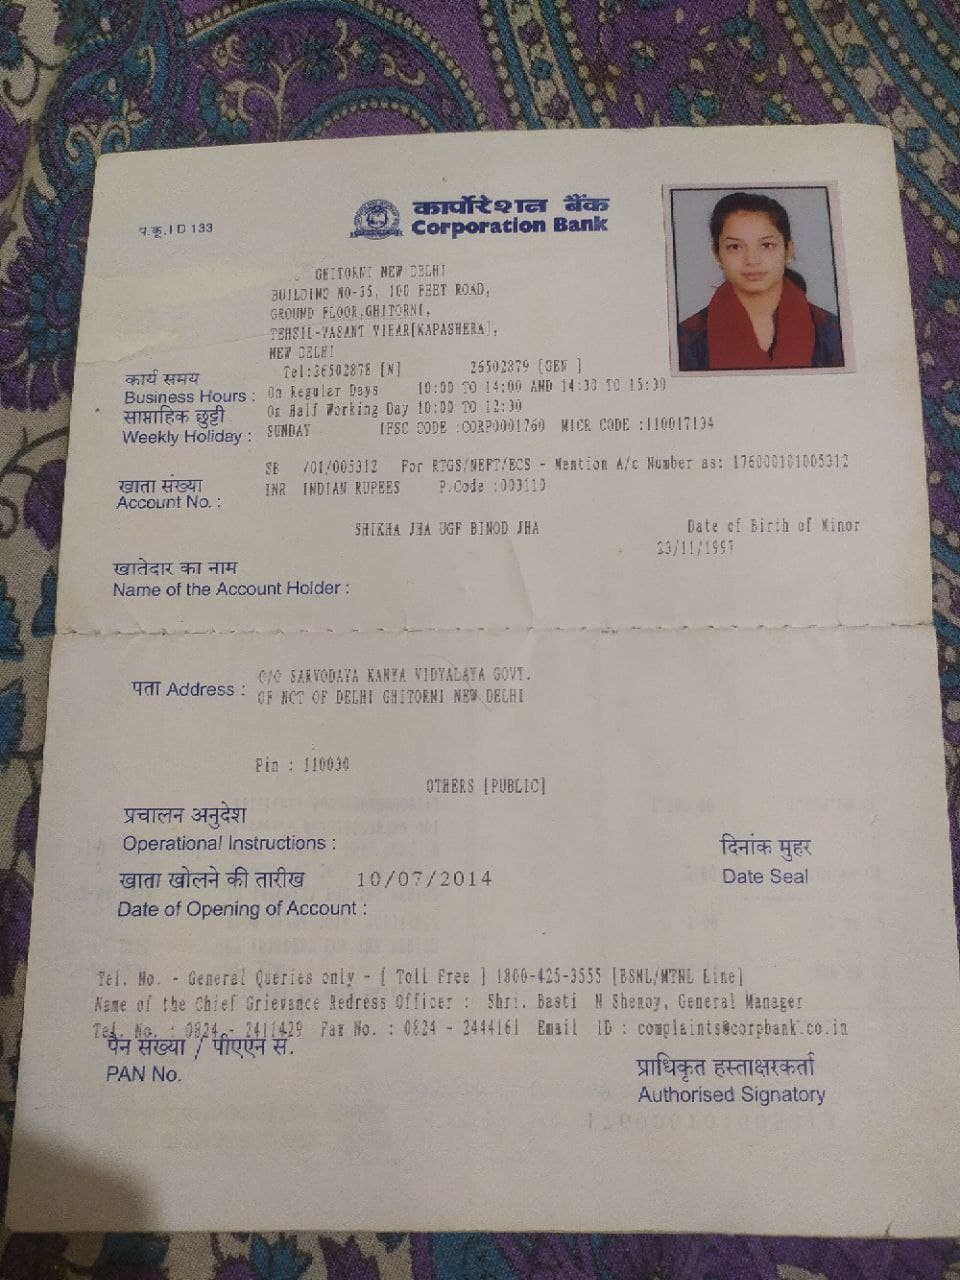 प.कू.I D 133
कार्पोरेशन बैंक
Corporation Bank
GHITORNI NEW DELHI
BUILDING NO-35, 100 FEET ROAD,
GROUND FLOOR,GHITORNI,
TEHSIL-VASANT VIHAR[KAPASHERA],
NEW DELHI
Tel:26502878 [M] 26502879 [GEN ]
कार्य समय
Business Hours : On Regular Days 10:00 TO 14:00 AND 14:30 TO 15:30
साप्ताहिक छुट्टी On Half Working Day 10:00 TO 12:30
Weekly Holiday : SUNDAY IFSC CODE :CORP0001760 MICR CODE :110017134
SB /01/005312 For RTGS/NEFT/ECS - Mention A/c Number as: 176000101005312
खाता संख्या INR INDIAN RUPEES P.Code :003110
Account No. :
SHIKHA JHA UGF BINOD JHA Date of Birth of Minor
23/11/1997
खातेदार का नाम
Name of the Account Holder :
C/O SARVODAYA KANYA VIDYALAYA GOVT.
पता Address : OF NCT OF DELHI GHITORNI NEW DELHI
Pin : 110030
OTHERS [PUBLIC]
प्रचालन अनुदेश
Operational Instructions :
दिनांक मुहर
Date Seal
खाता खोलने की तारीख 10/07/2014
Date of Opening of Account :
Tel. No. - General Queries only - [ Toll Free ] 1800-425-3555 [BSNL/MTNL Line]
Name of the Chief Grievance Redress Officer : Shri. Basti N Shenoy, General Manager
Tel. No. : 0824 - 2411429 Fax No. : 0824 - 2444161 Email ID : complaints@corpbank.co.in
पैन संख्या / पीएएन सं.
PAN No.
प्राधिकृत हस्ताक्षरकर्ता
Authorised Signatory